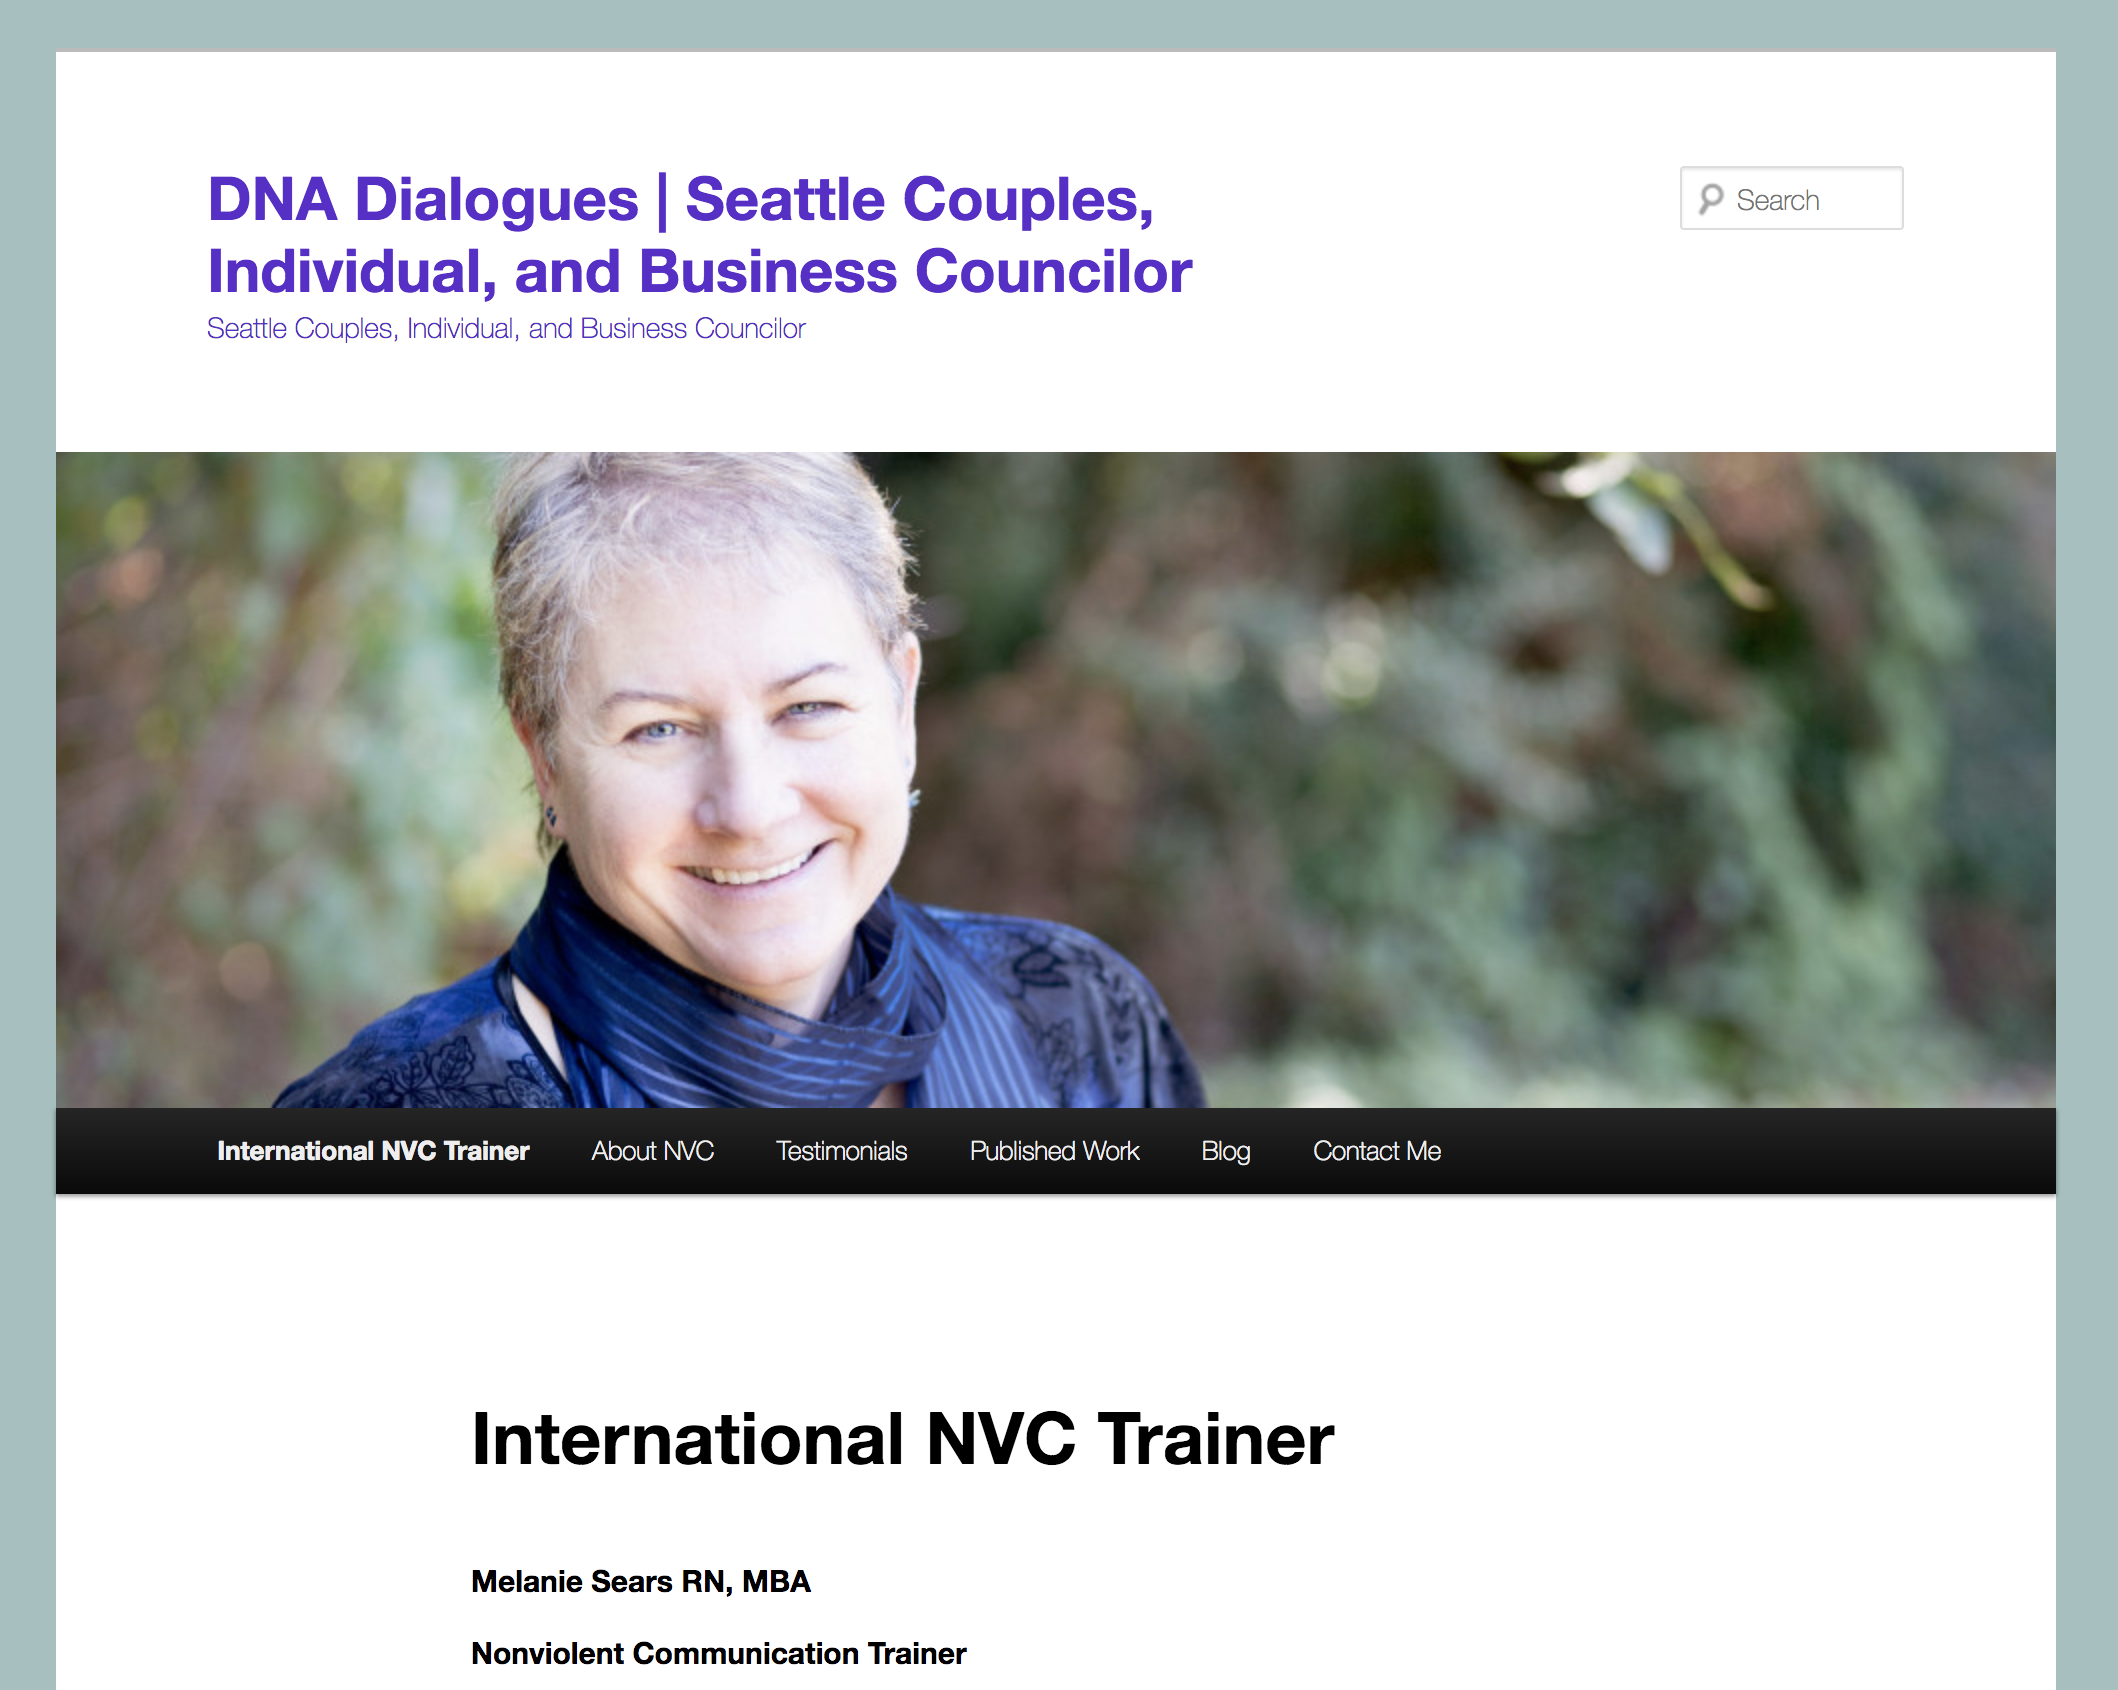 DNA Dialogues | Seattle Couples,
Individual, and Business Councilor
Seattle Couples, Individual, and Business Councilor
Search
International NVC Trainer
About NVC
Testimonials
Published Work
Blog
Contact Me
International NVC Trainer
Melanie Sears RN, MBA
Nonviolent Communication Trainer